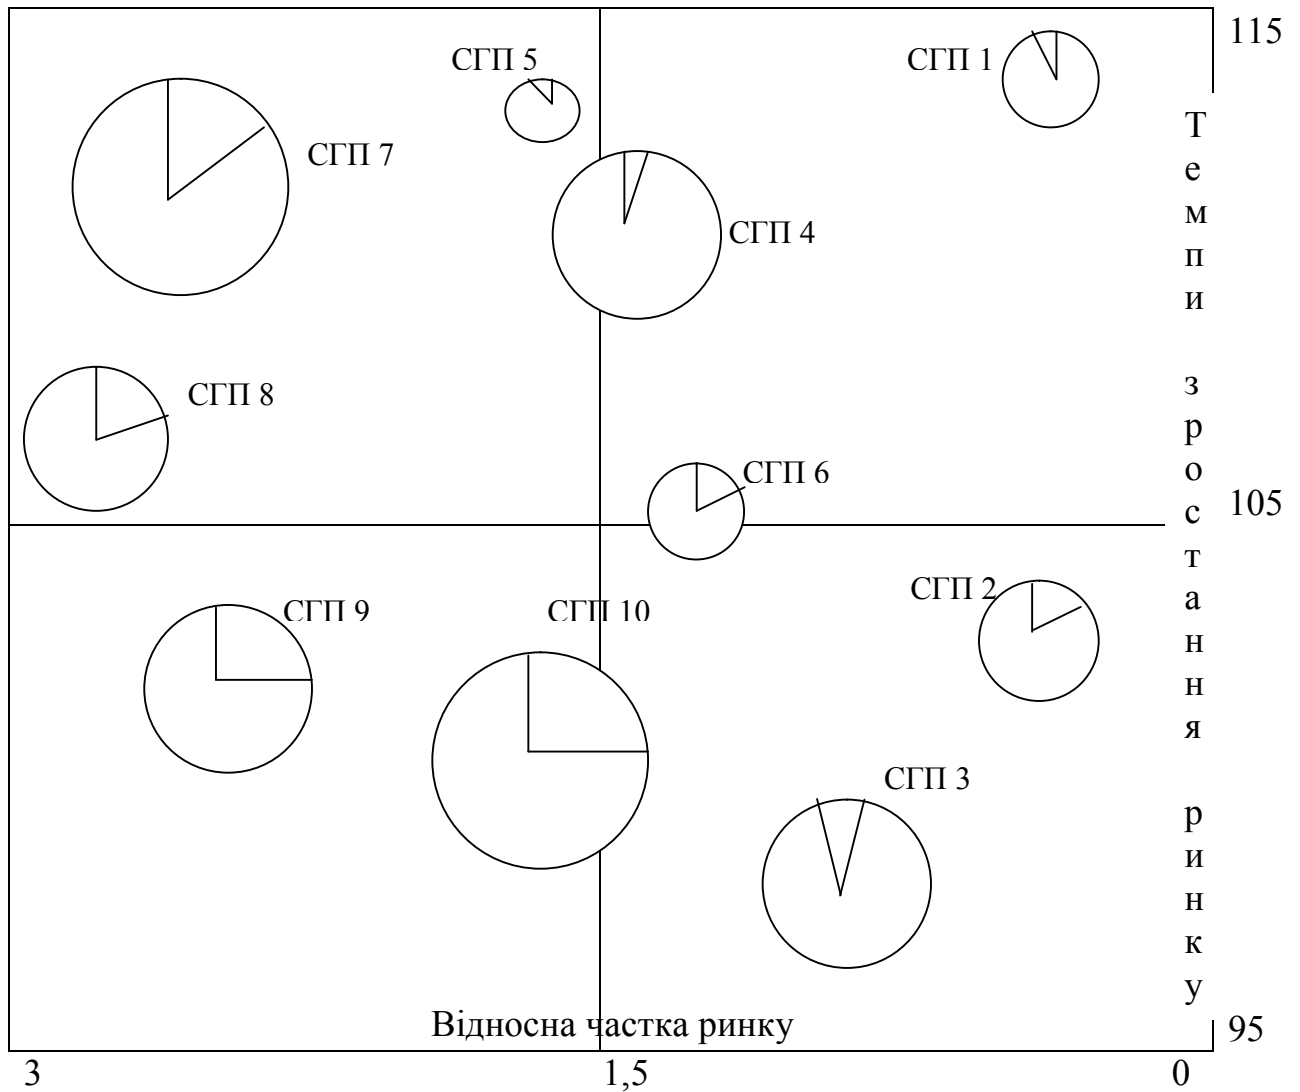 115
СГП 5
СГП 1
СГП 7
СГП 4
СГП 8
СГП 6
105
СГП 2
СГП 9
СГП 10
СГП 3
Темпи зростання ринку
Відносна частка ринку
95
3
1,5
0